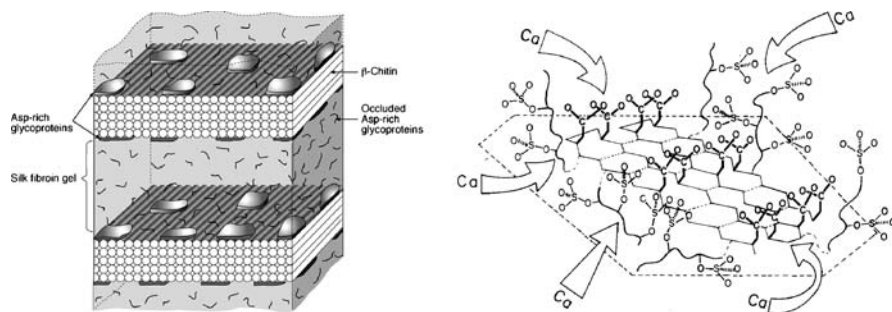 Asp-rich
glycoproteins
Silk fibroin gel
β-Chitin
Occluded
Asp-rich
glycoproteins
Ca
Ca
Ca
Ca
Ca